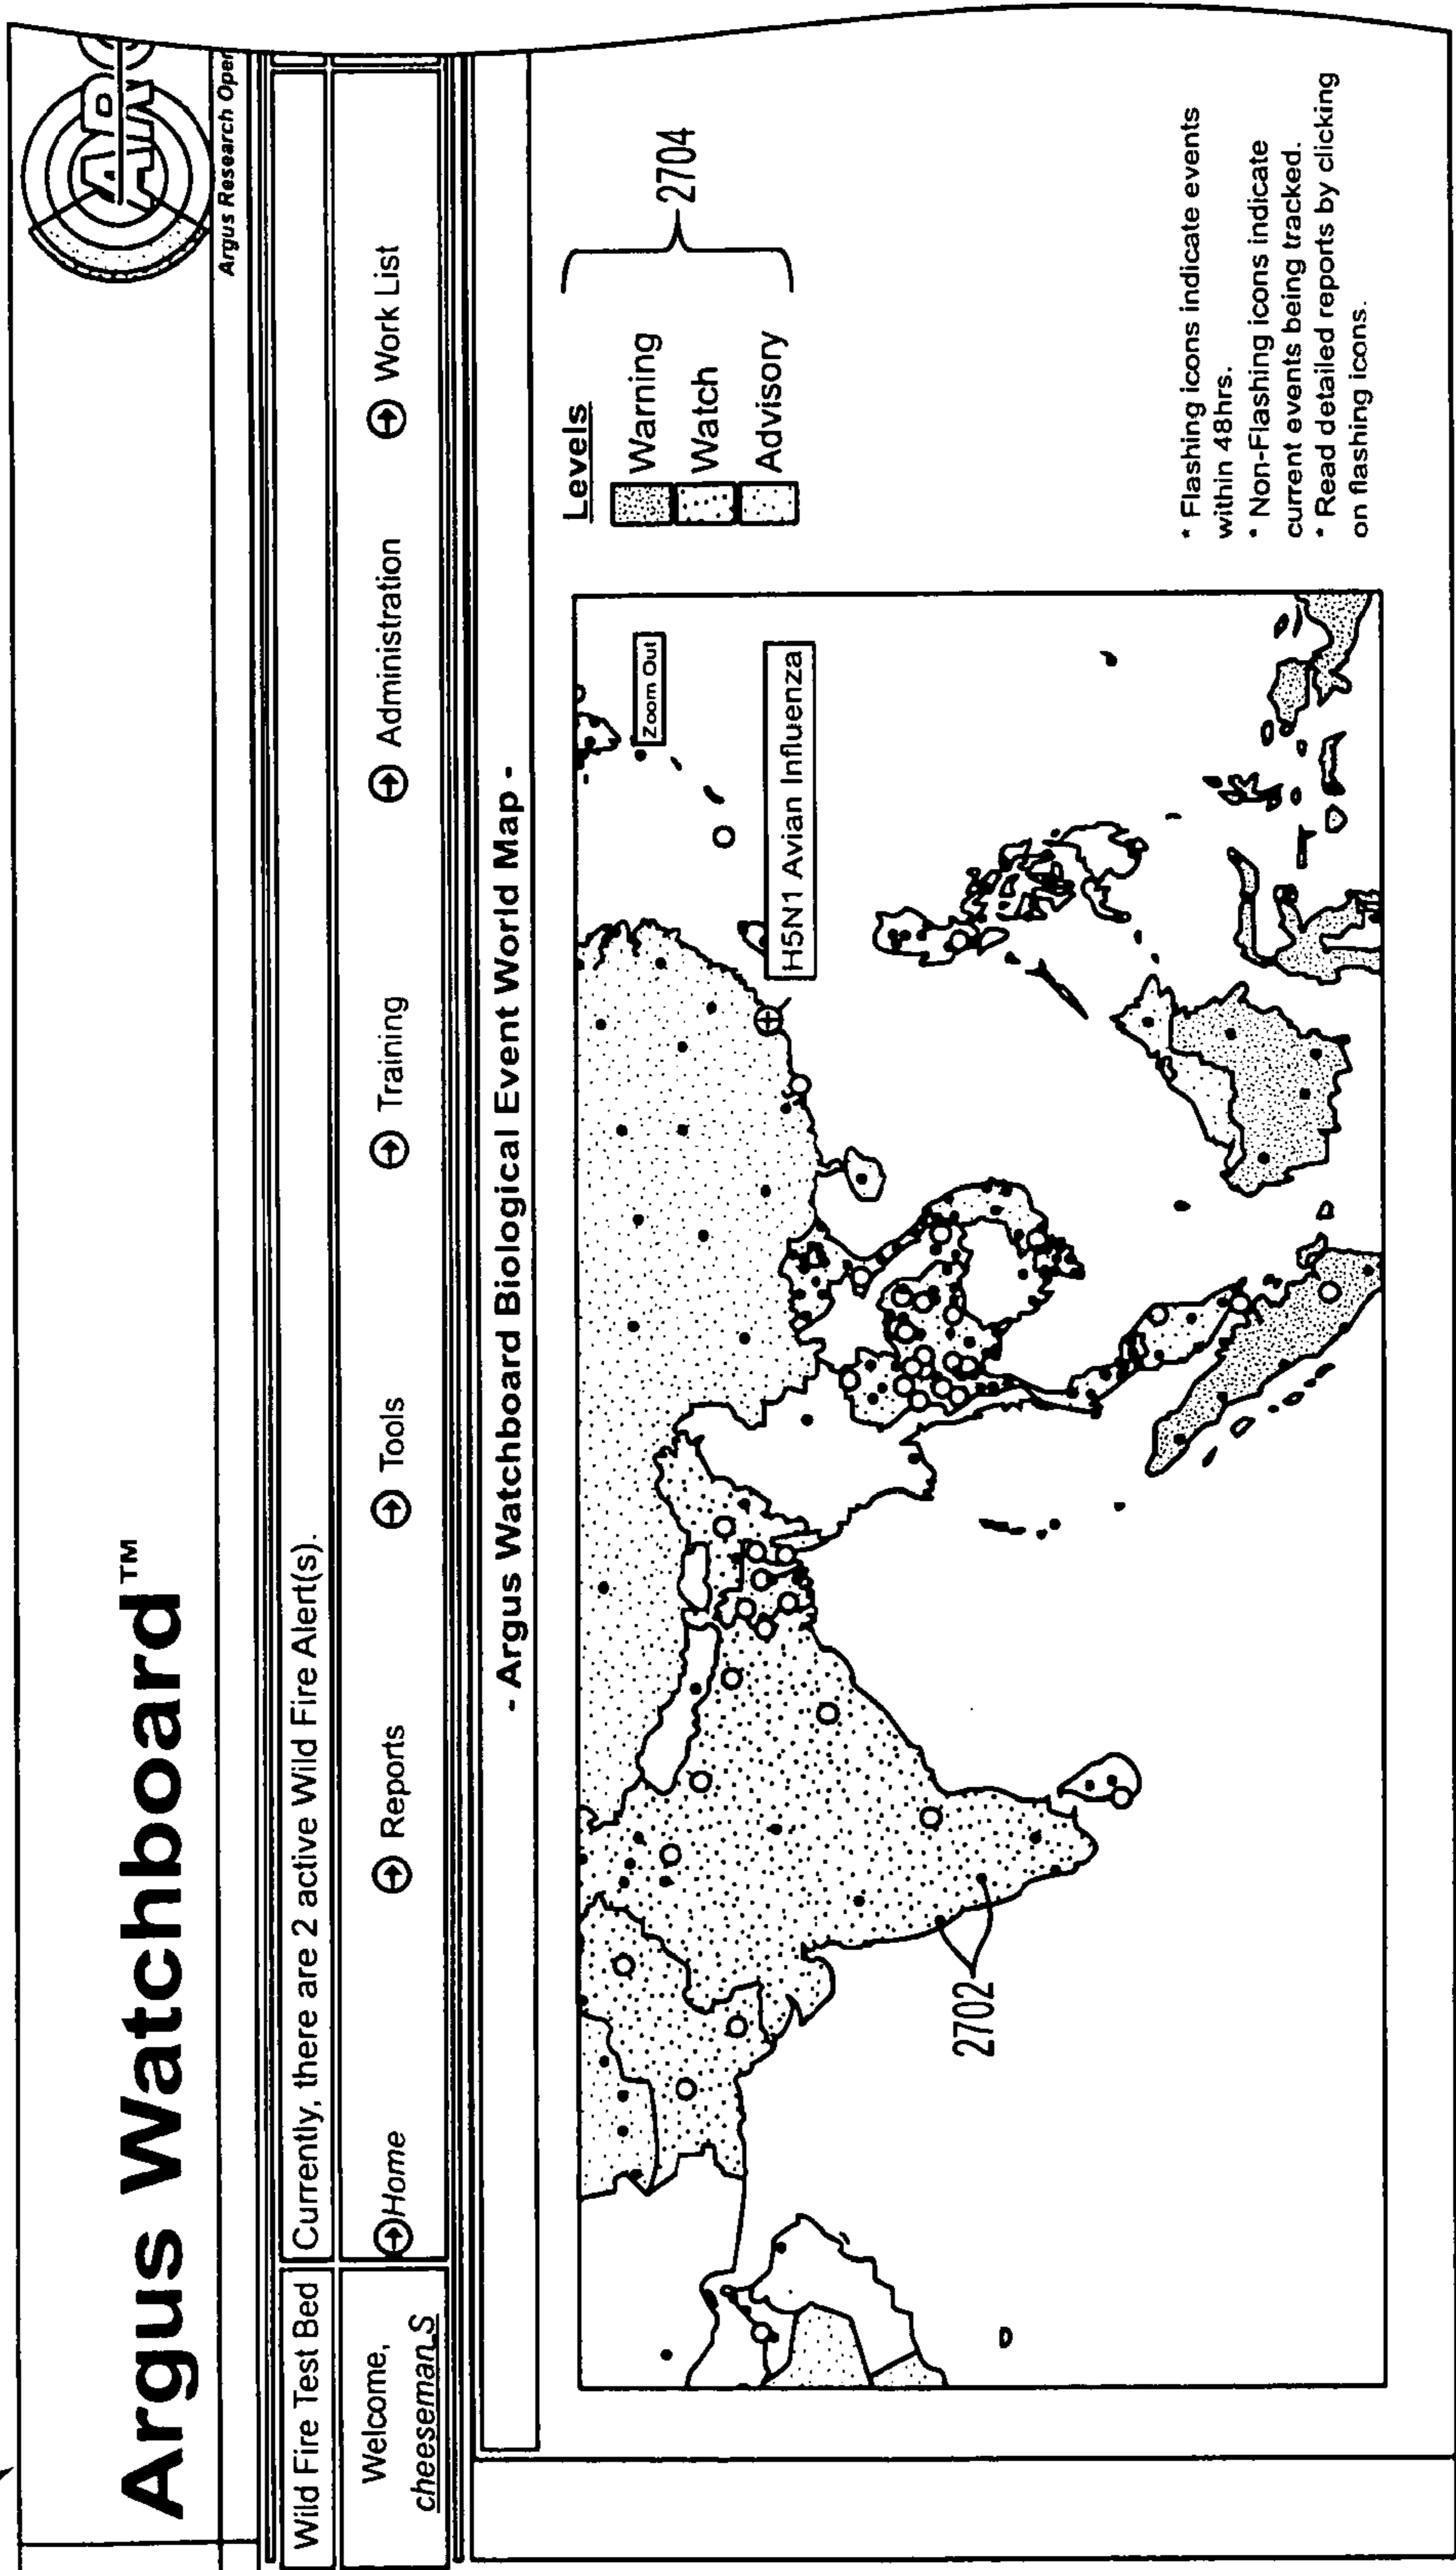 Argus Watchboard™
Argus Research Oper
Wild Fire Test Bed
Currently, there are 2 active Wild Fire Alert(s).
Welcome,
cheeseman_S
Home
Reports
Tools
Training
Administration
Work List
- Argus Watchboard Biological Event World Map -
Zoom Out
H5N1 Avian Influenza
2702
Levels
Warning
Watch
Advisory
2704
* Flashing icons indicate events
within 48hrs.
* Non-Flashing icons indicate
current events being tracked.
* Read detailed reports by clicking
on flashing icons.